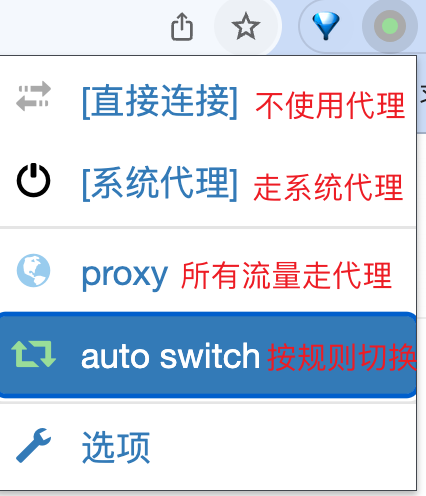 [直接连接] 不使用代理
[系统代理] 走系统代理
proxy 所有流量走代理
auto switch 按规则切换
选项